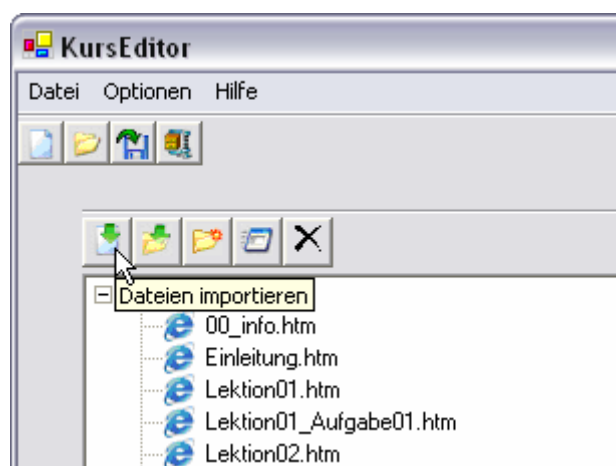 KursEditor
Datei Optionen Hilfe
Dateien importieren
00_info.htm
Einleitung.htm
Lektion01.htm
Lektion01_Aufgabe01.htm
Lektion02.htm